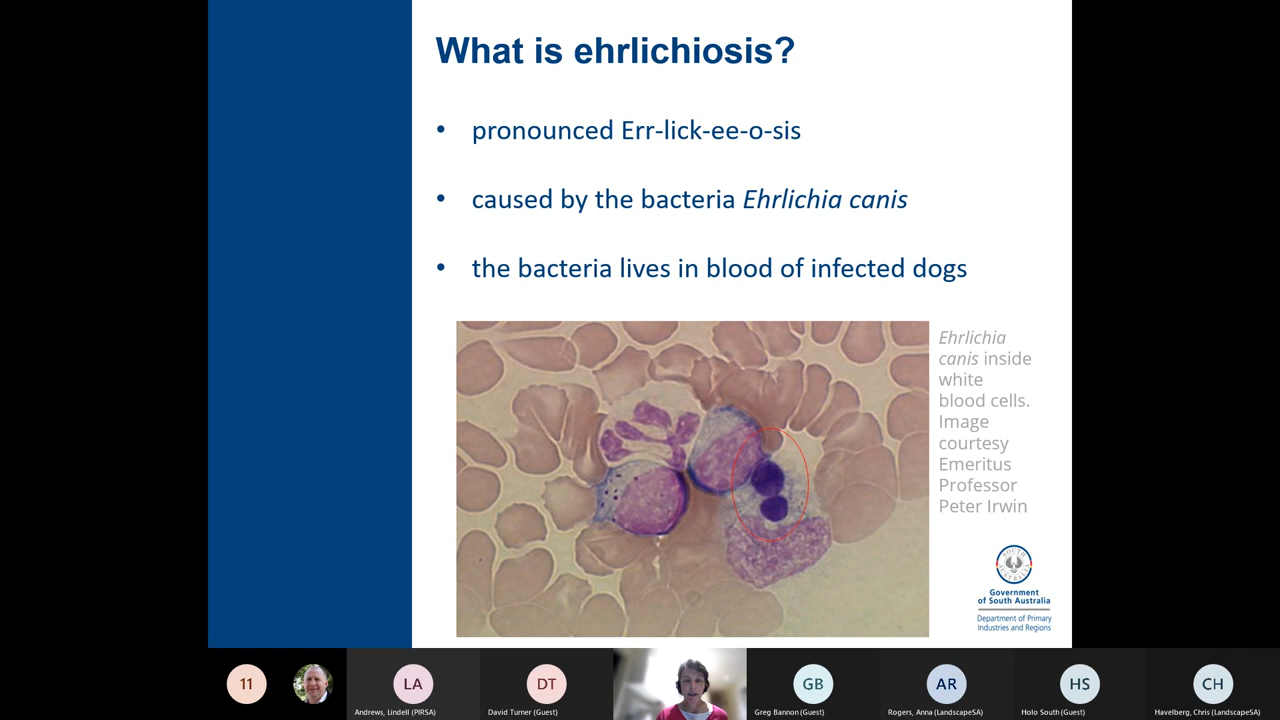 What is ehrlichiosis?
• pronounced Err-lick-ee-o-sis
• caused by the bacteria Ehrlichia canis
• the bacteria lives in blood of infected dogs
Ehrlichia
canis inside
white
blood cells.
Image
courtesy
Emeritus
Professor
Peter Irwin
SOUTH
AUSTRALIA
Government
of South Australia
Department of Primary
Industries and Regions
11
LA
Andrews, Lindell (PIRSA)
DT
David Turner (Guest)
GB
Greg Bannon (Guest)
AR
Rogers, Anna (LandscapeSA)
HS
Holo South (Guest)
CH
Havelberg, Chris (LandscapeSA)